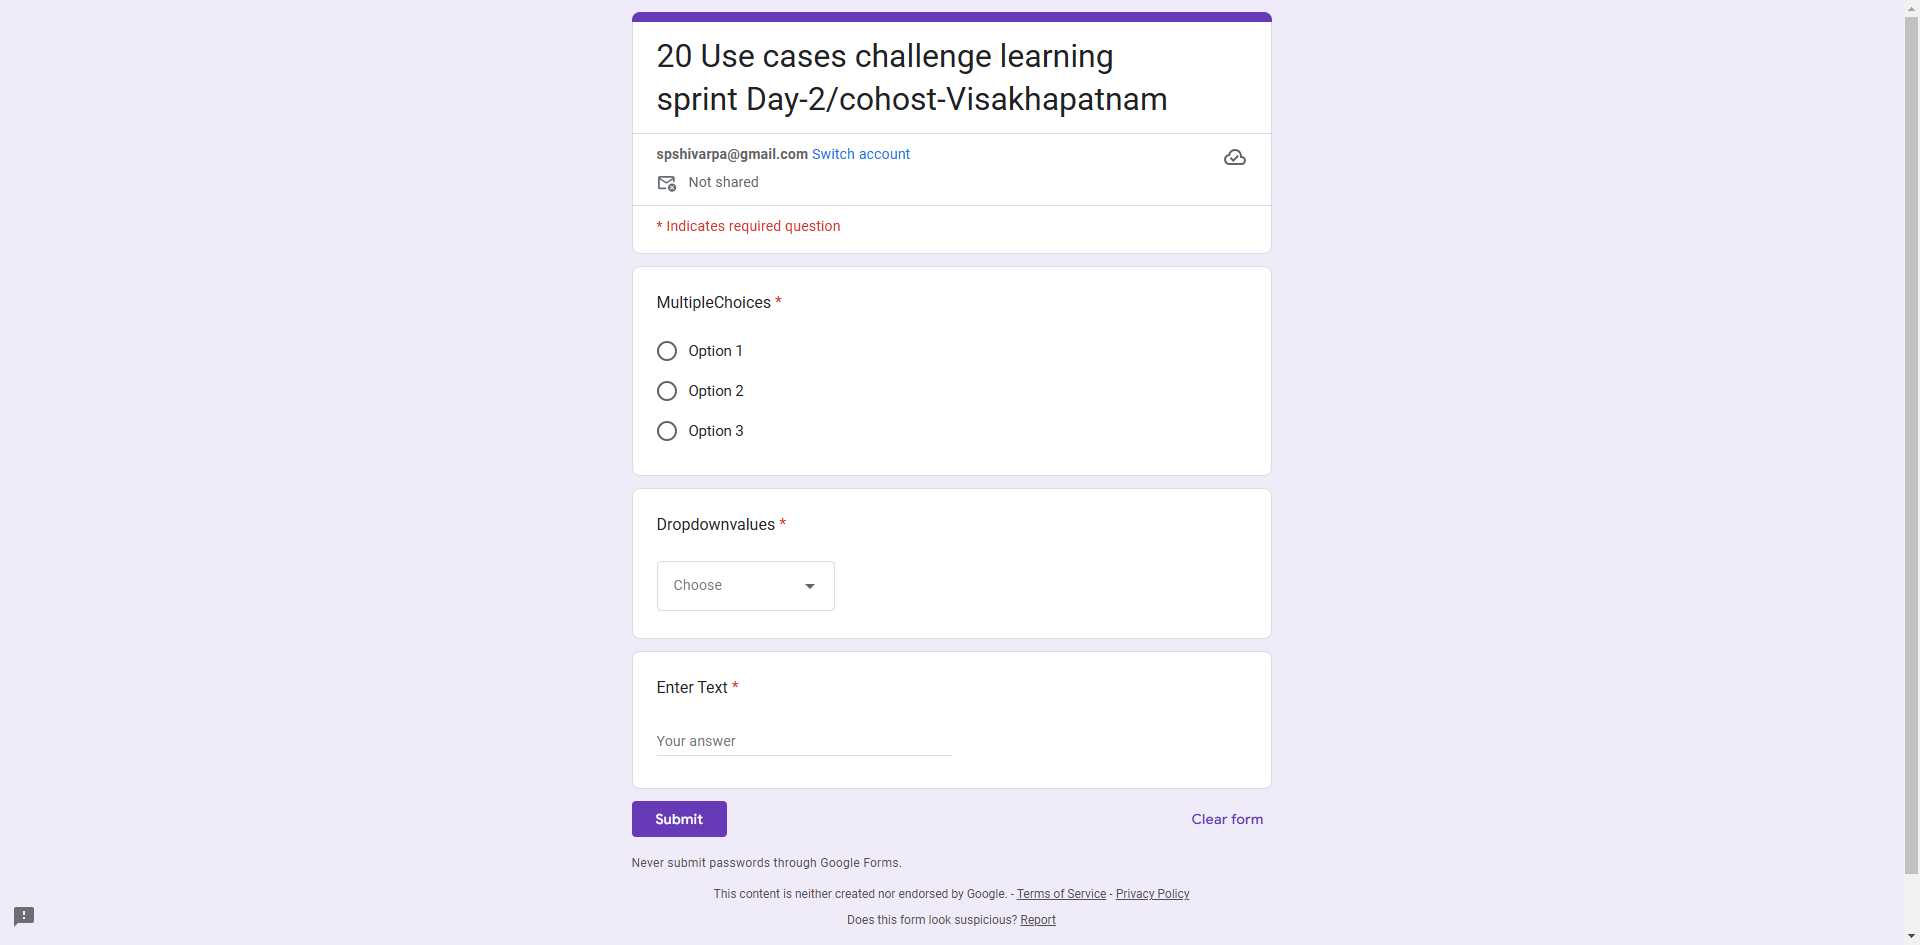 20 Use cases challenge learning
sprint Day-2/cohost-Visakhapatnam
spshivarpa@gmail.com Switch account
Not shared
* Indicates required question
MultipleChoices *
Option 1
Option 2
Option 3
Dropdownvalues *
Choose
Enter Text *
Your answer
Submit
Clear form
Never submit passwords through Google Forms.
This content is neither created nor endorsed by Google. - Terms of Service - Privacy Policy
Does this form look suspicious? Report